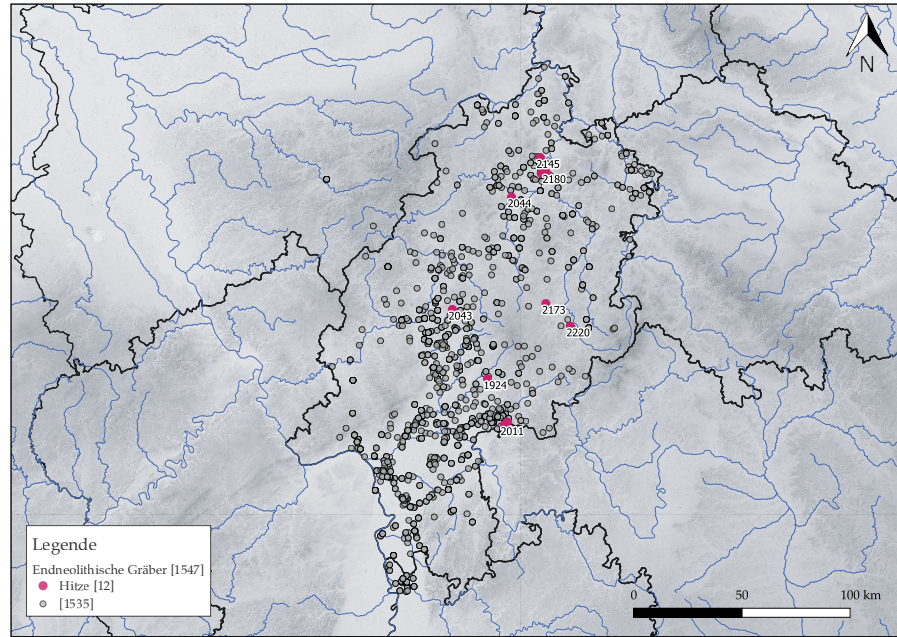 N
2145
2180
2044
2173
2043
2220
1924
2011
Legende
Endneolithische Gräber [1547]
Hitze [12]
[1535]
0 50 100 km